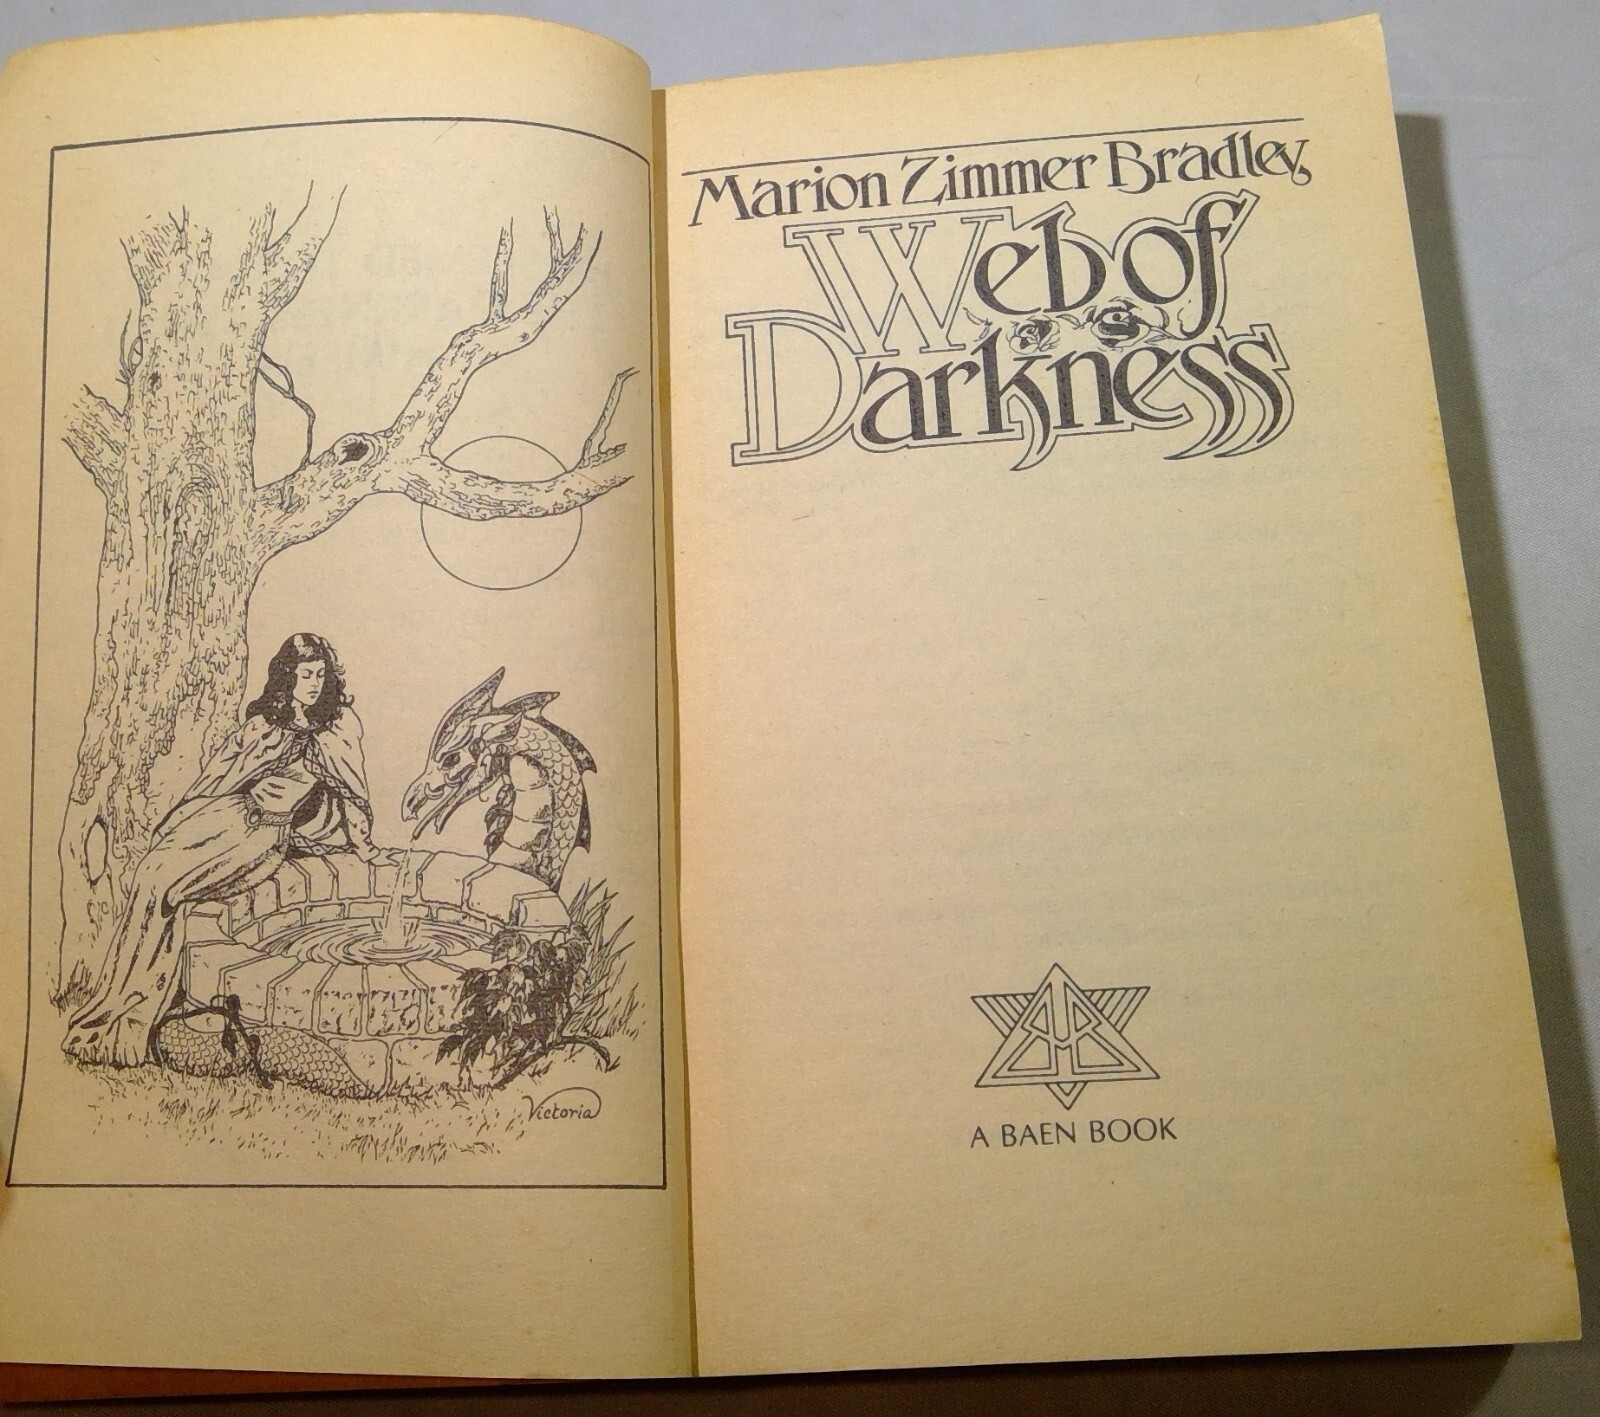 Victoria
Marion Zimmer Bradley
Web of
Darkness
A BAEN BOOK